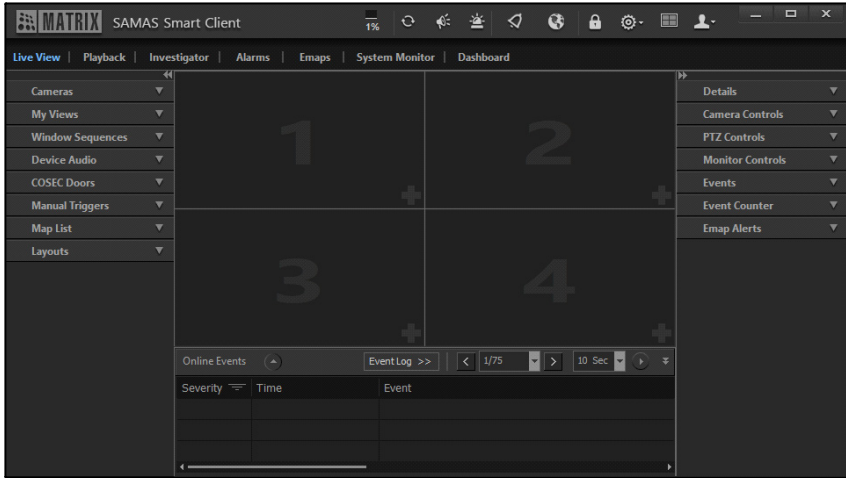 MATRIX SAMAS Smart Client 1%
Live View | Playback | Investigator | Alarms | Emaps | System Monitor | Dashboard
Cameras
My Views
Window Sequences
Device Audio
COSEC Doors
Manual Triggers
Map List
Layouts
1
2
3
4
Details
Camera Controls
PTZ Controls
Monitor Controls
Events
Event Counter
Emap Alerts
Online Events Event Log >> 1/75 10 Sec
Severity Time Event